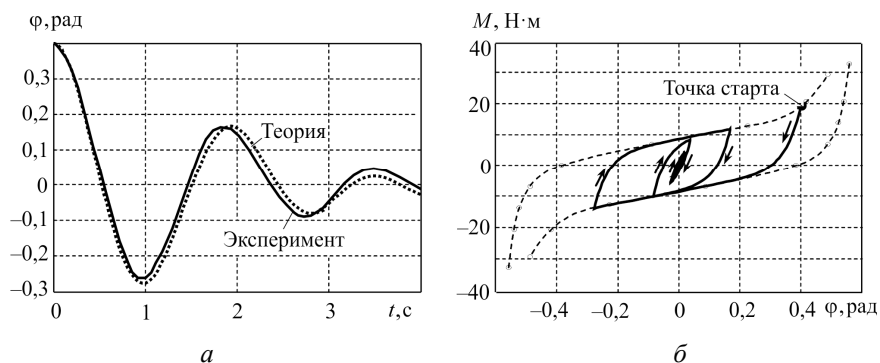 φ, рад
0,3
0,2
0,1
0
–0,1
–0,2
–0,3
0
1
2
3
t, с
Теория
Эксперимент
а
М, Н·м
40
20
0
–20
–40
–0,4
–0,2
0
0,2
0,4
φ, рад
Точка старта
б